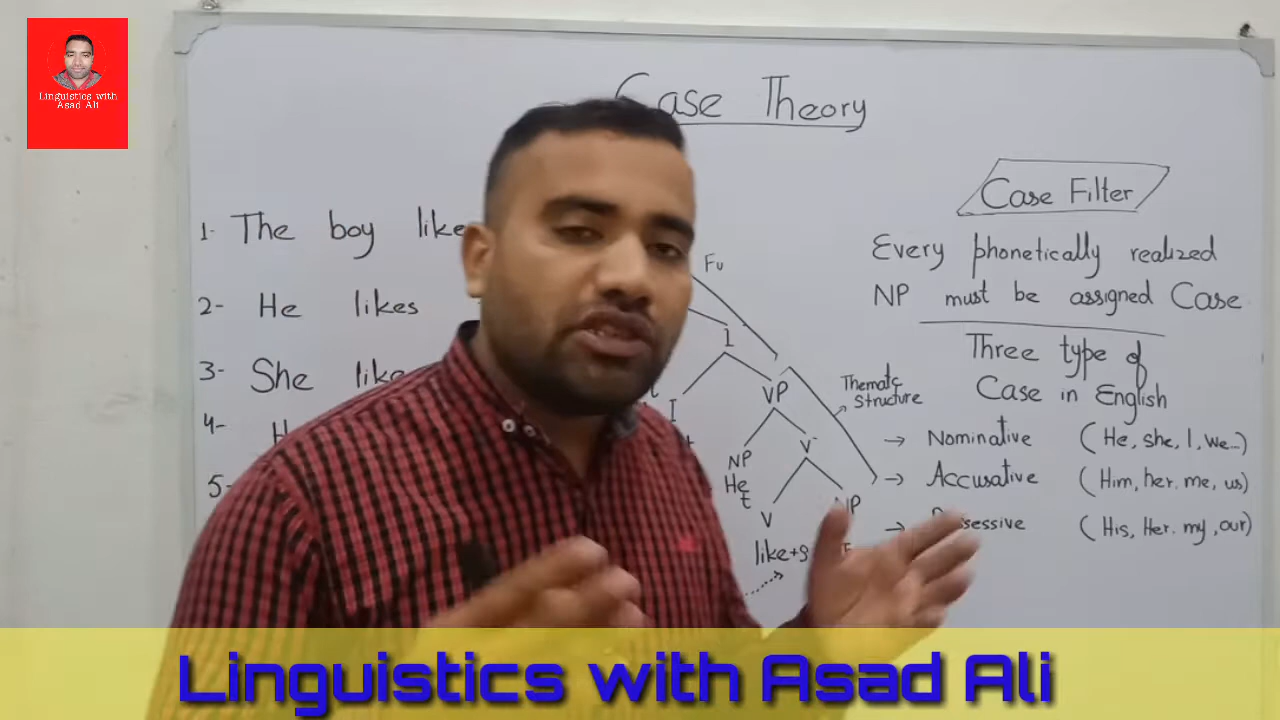 Linguistics with
Asad Ali
Case Theory
1- The boy like
2- He likes
3- She like
4- H
5-
Fu
I
I
VP
NP
He
t
V-
V
NP
like+s
Thematic
Structure
Case Filter
Every phonetically realized
NP must be assigned Case
Three type of
Case in English
→ Nominative (He, she, I, we...)
→ Accusative (Him, her, me, us)
→ ssessive (His, Her, my, our)
Linguistics with Asad Ali